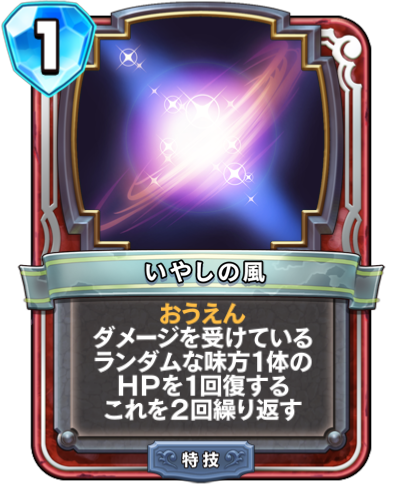 1
いやしの風
おうえん
ダメージを受けている
ランダムな味方1体の
HPを1回復する
これを2回繰り返す
特技